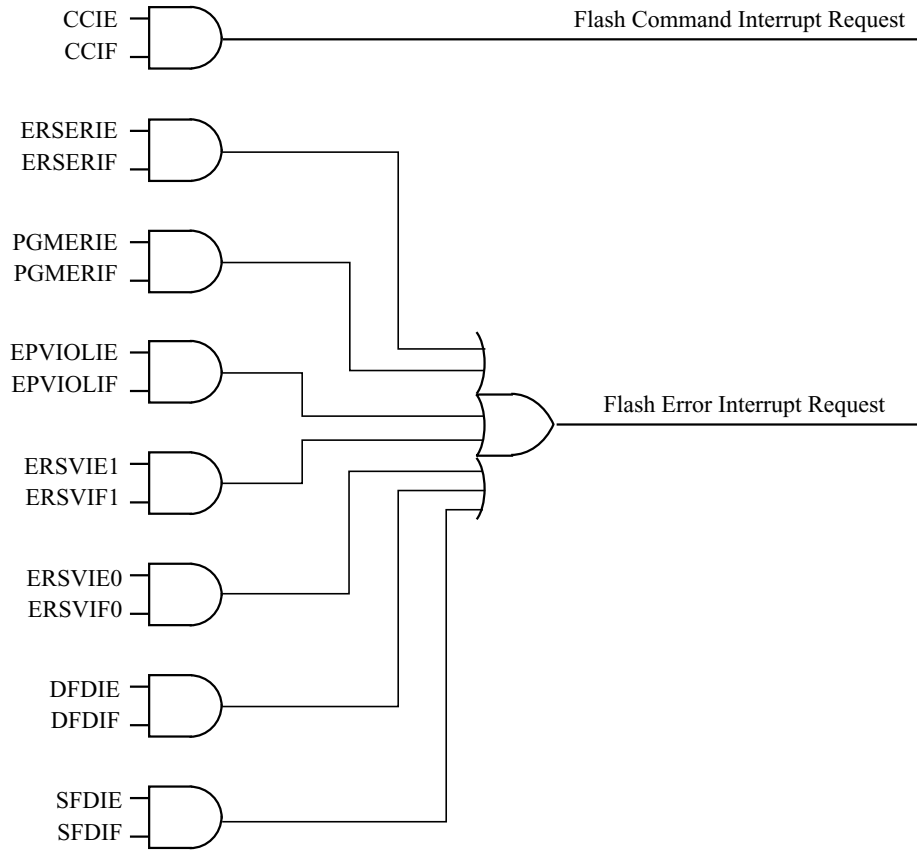 CCIE
CCIF
Flash Command Interrupt Request
ERSERIE
ERSERIF
PGMERIE
PGMERIF
EPVIOLIE
EPVIOLIF
Flash Error Interrupt Request
ERSVIE1
ERSVIF1
ERSVIE0
ERSVIF0
DFDIE
DFDIF
SFDIE
SFDIF